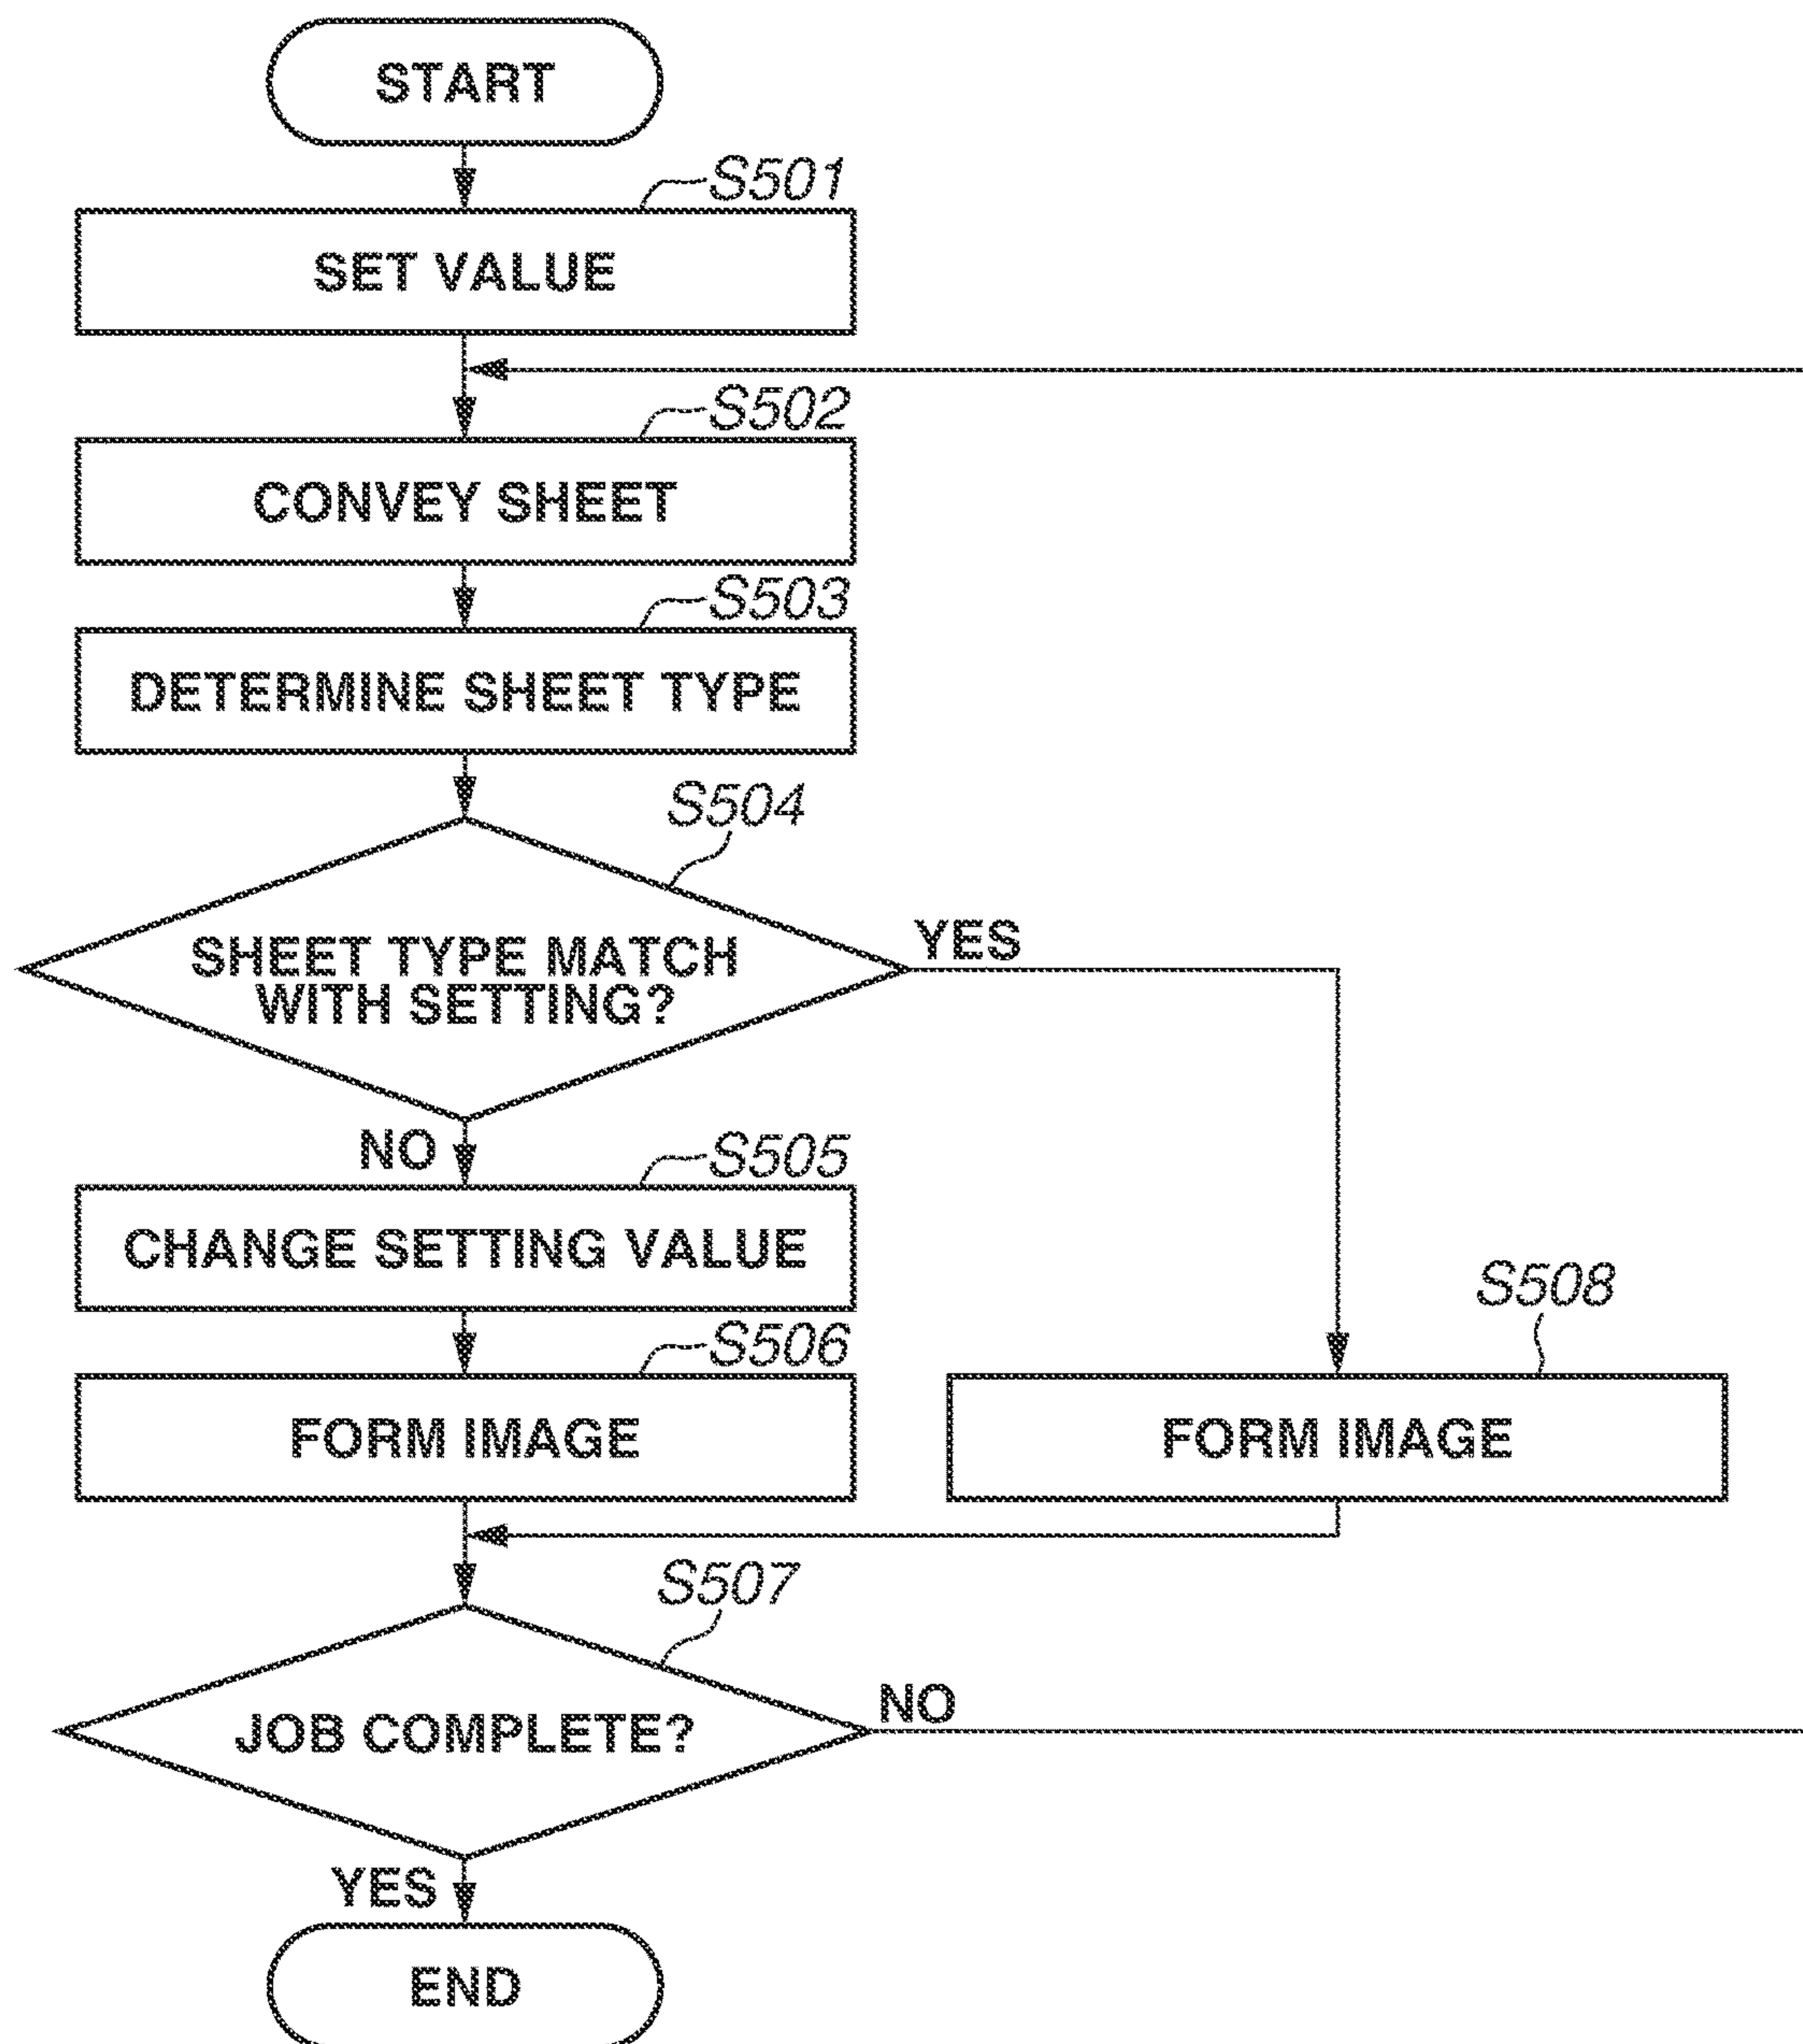 START
S501
SET VALUE
S502
CONVEY SHEET
S503
DETERMINE SHEET TYPE
S504
SHEET TYPE MATCH
WITH SETTING?
YES
NO
S505
CHANGE SETTING VALUE
S506
FORM IMAGE
S508
FORM IMAGE
S507
JOB COMPLETE?
NO
YES
END